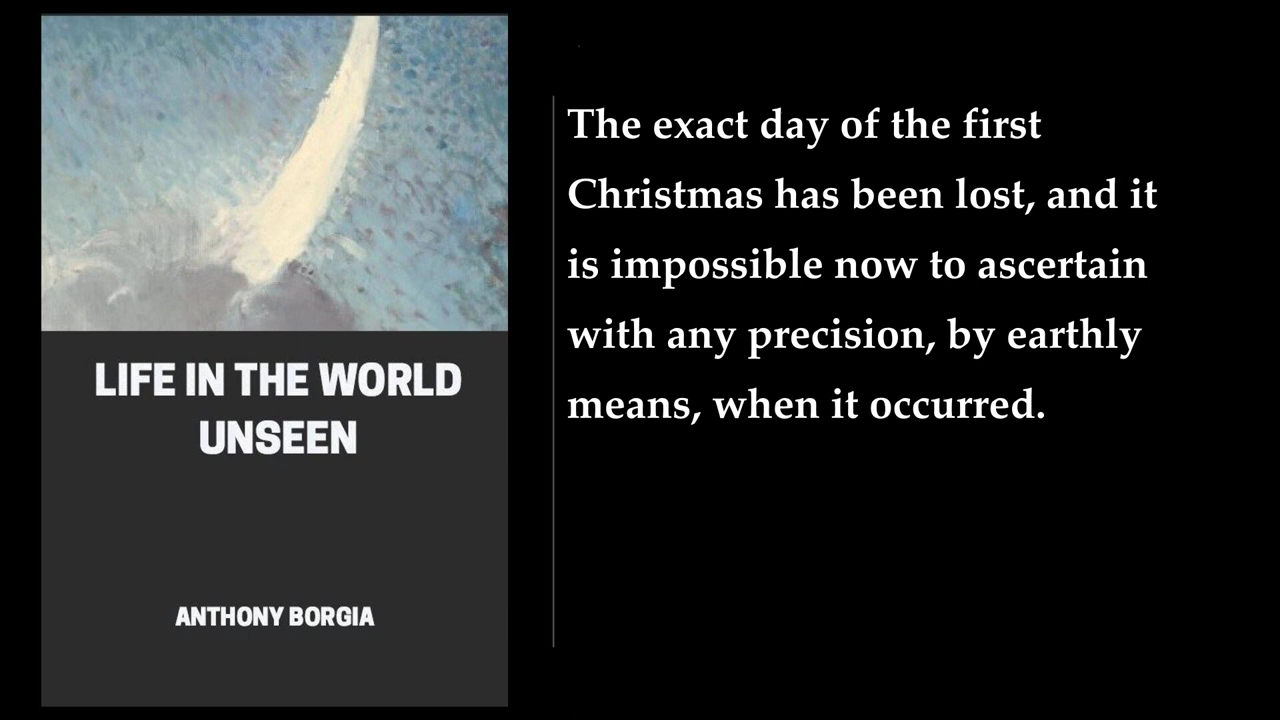 LIFE IN THE WORLD
UNSEEN
ANTHONY BORGIA
The exact day of the first
Christmas has been lost, and it
is impossible now to ascertain
with any precision, by earthly
means, when it occurred.